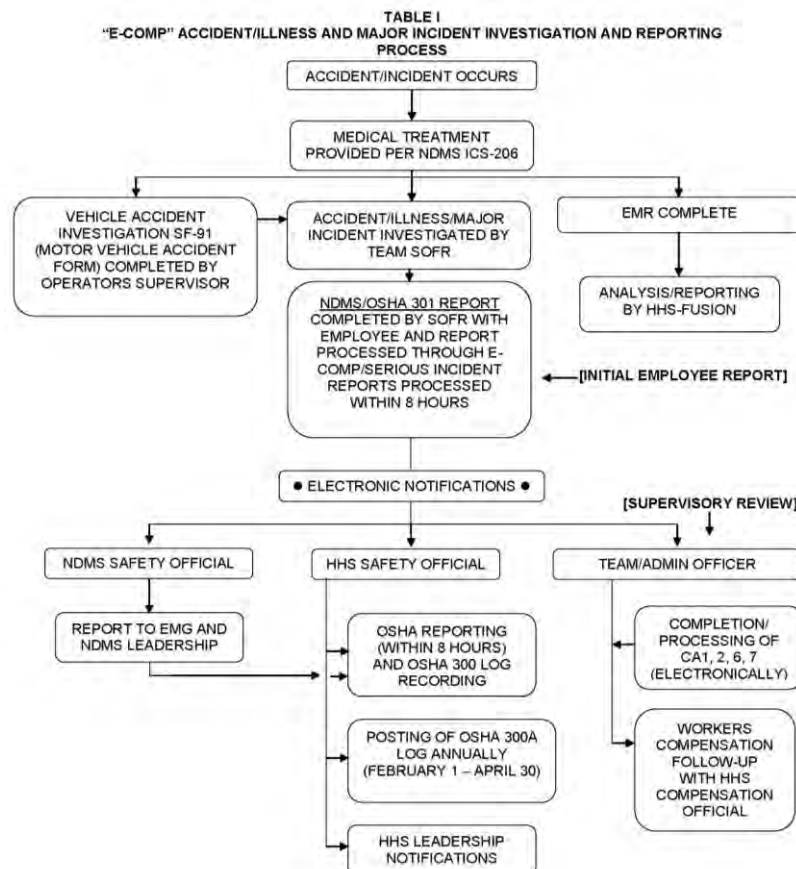 TABLE I
“E-COMP” ACCIDENT/ILLNESS AND MAJOR INCIDENT INVESTIGATION AND REPORTING
PROCESS
ACCIDENT/INCIDENT OCCURS
MEDICAL TREATMENT
PROVIDED PER NDMS ICS-206
VEHICLE ACCIDENT
INVESTIGATION SF-91
(MOTOR VEHICLE ACCIDENT
FORM) COMPLETED BY
OPERATORS SUPERVISOR
ACCIDENT/ILLNESS/MAJOR
INCIDENT INVESTIGATED BY
TEAM SOFR
EMR COMPLETE
ANALYSIS/REPORTING
BY HHS-FUSION
NDMS/OSHA 301 REPORT
COMPLETED BY SOFR WITH
EMPLOYEE AND REPORT
PROCESSED THROUGH E-
COMP/SERIOUS INCIDENT
REPORTS PROCESSED
WITHIN 8 HOURS
[INITIAL EMPLOYEE REPORT]
● ELECTRONIC NOTIFICATIONS ●
[SUPERVISORY REVIEW]
NDMS SAFETY OFFICIAL
HHS SAFETY OFFICIAL
TEAM/ADMIN OFFICER
REPORT TO EMG AND
NDMS LEADERSHIP
OSHA REPORTING
(WITHIN 8 HOURS)
AND OSHA 300 LOG
RECORDING
COMPLETION/
PROCESSING OF
CA1, 2, 6, 7
(ELECTRONICALLY)
POSTING OF OSHA 300A
LOG ANNUALLY
(FEBRUARY 1 – APRIL 30)
WORKERS
COMPENSATION
FOLLOW-UP
WITH HHS
COMPENSATION
OFFICIAL
HHS LEADERSHIP
NOTIFICATIONS